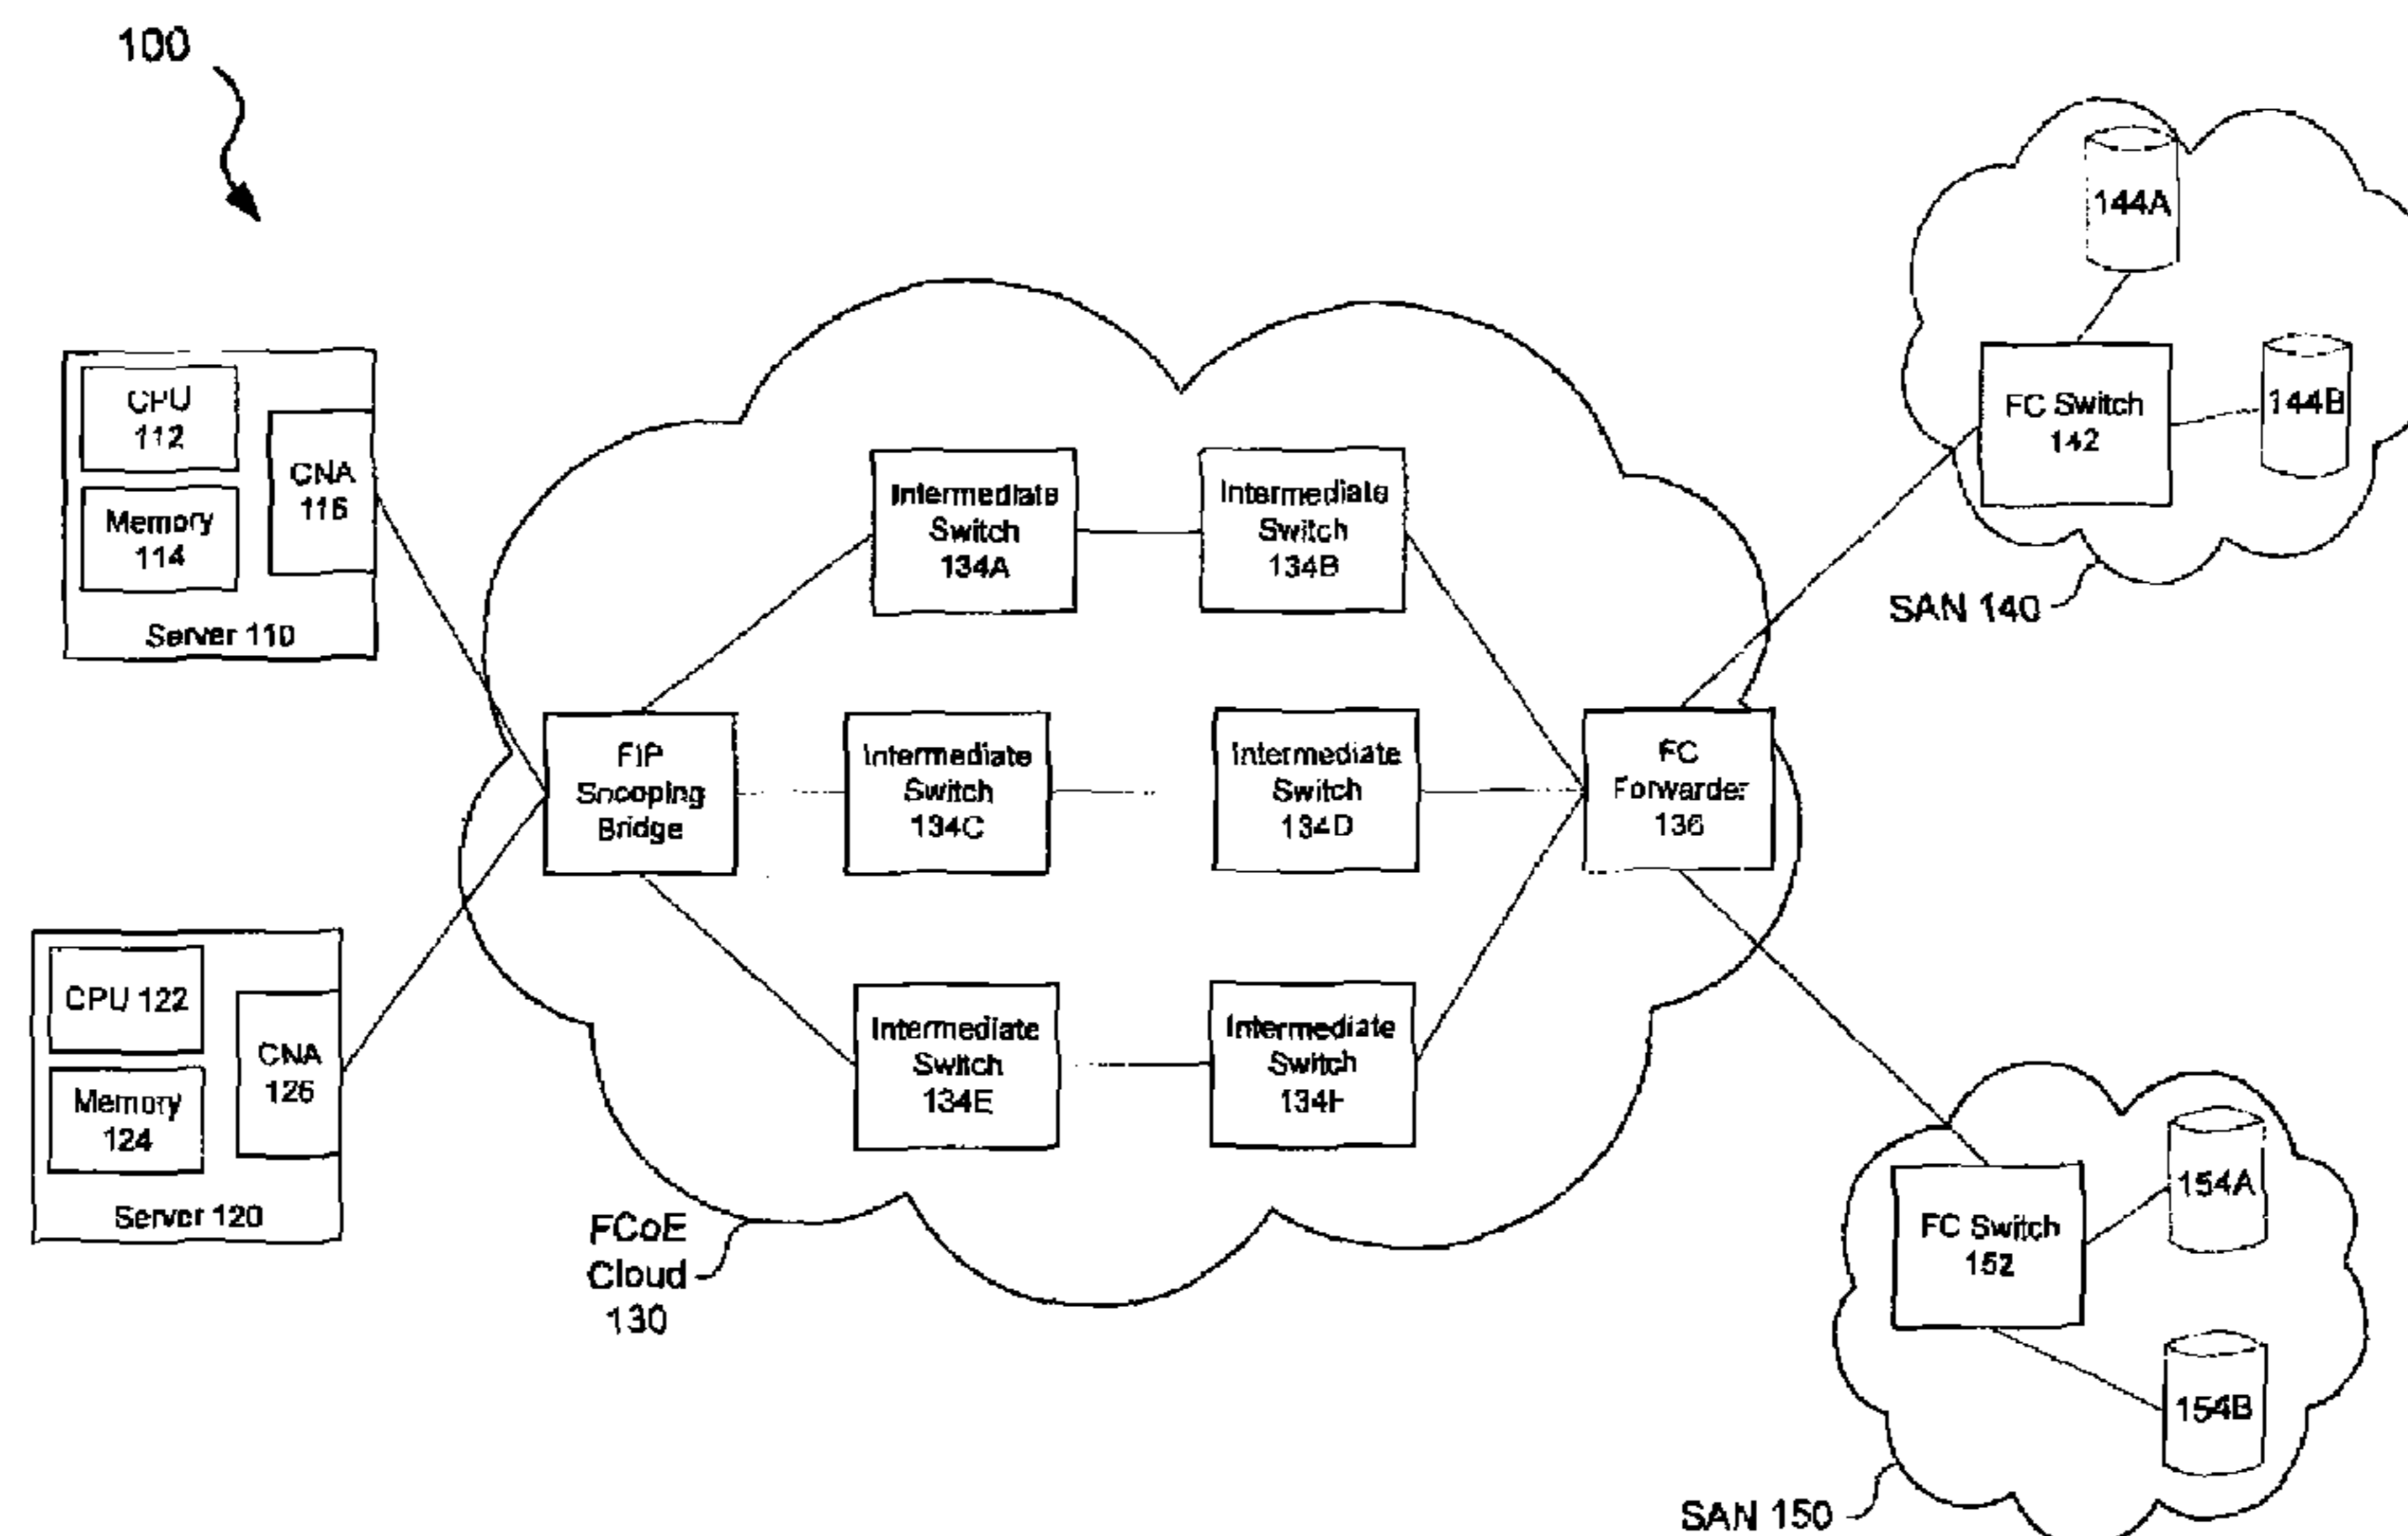 100
CPU
112
CNA
116
Memory
114
Server 110
CPU 122
CNA
126
Memory
124
Server 120
FIP
Snooping
Bridge
Intermediate
Switch
134A
Intermediate
Switch
134B
Intermediate
Switch
134C
Intermediate
Switch
134D
Intermediate
Switch
134E
Intermediate
Switch
134F
FC
Forwarder
136
FCoE
Cloud
130
144A
FC Switch
142
144B
SAN 140
154A
FC Switch
152
154B
SAN 150